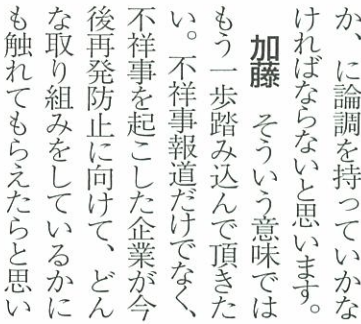 か、に論調を持っていかな
ければならないと思います。
加藤　そういう意味では
もう一歩踏み込んで頂きた
い。不祥事報道だけでなく、
不祥事を起こした企業が今
後再発防止に向けて、どん
な取り組みをしているかに
も触れてもらえたらと思い